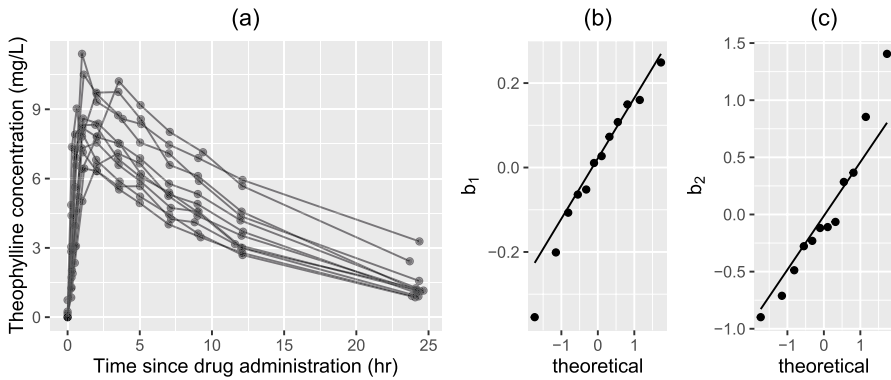 (a)
Theophylline concentration (mg/L)
9
6
3
0
0
5
10
15
20
25
Time since drug administration (hr)
(b)
b1
0.2
0.0
−0.2
−1
0
1
theoretical
(c)
b2
1.5
1.0
0.5
0.0
−0.5
−1.0
−1
0
1
theoretical